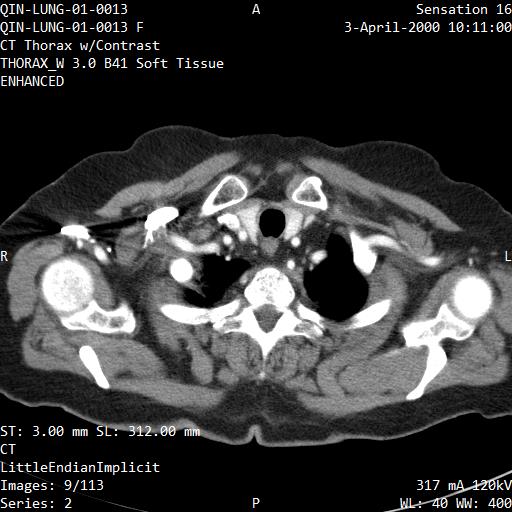 QIN-LUNG-01-0013
QIN-LUNG-01-0013 F
CT Thorax w/Contrast
THORAX_W 3.0 B41 Soft Tissue
ENHANCED
A
Sensation 16
3-April-2000 10:11:00
R
L
ST: 3.00 mm SL: 312.00 mm
CT
LittleEndianImplicit
Images: 9/113
Series: 2
P
317 mA 120kV
WL: 40 WW: 400